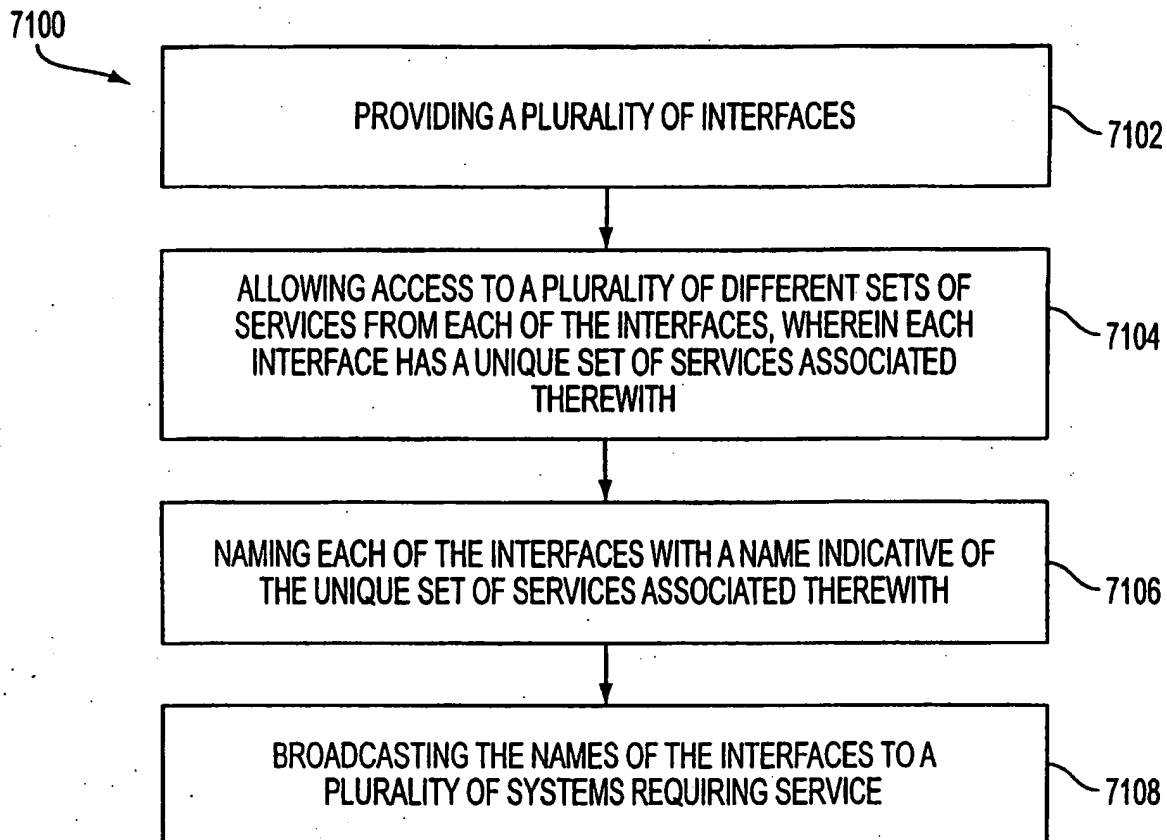 7100
PROVIDING A PLURALITY OF INTERFACES
7102
ALLOWING ACCESS TO A PLURALITY OF DIFFERENT SETS OF
SERVICES FROM EACH OF THE INTERFACES, WHEREIN EACH
INTERFACE HAS A UNIQUE SET OF SERVICES ASSOCIATED
THEREWITH
7104
NAMING EACH OF THE INTERFACES WITH A NAME INDICATIVE OF
THE UNIQUE SET OF SERVICES ASSOCIATED THEREWITH
7106
BROADCASTING THE NAMES OF THE INTERFACES TO A
PLURALITY OF SYSTEMS REQUIRING SERVICE
7108